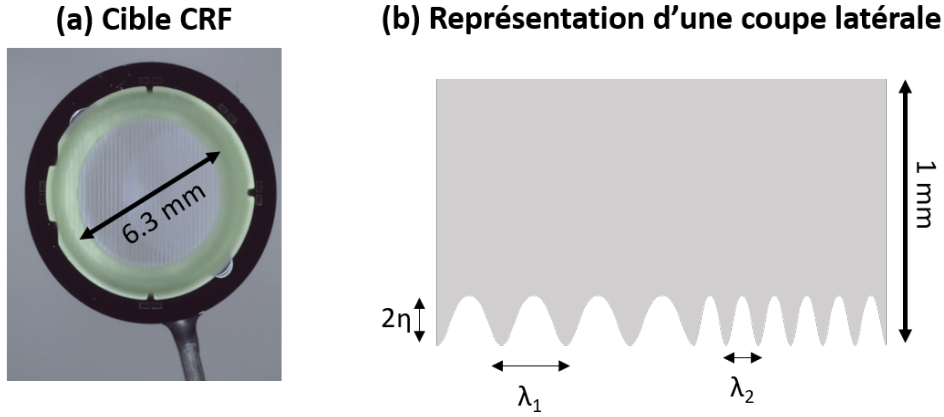 (a) Cible CRF
(b) Représentation d’une coupe latérale
6.3 mm
1 mm
2η
λ₁
λ₂